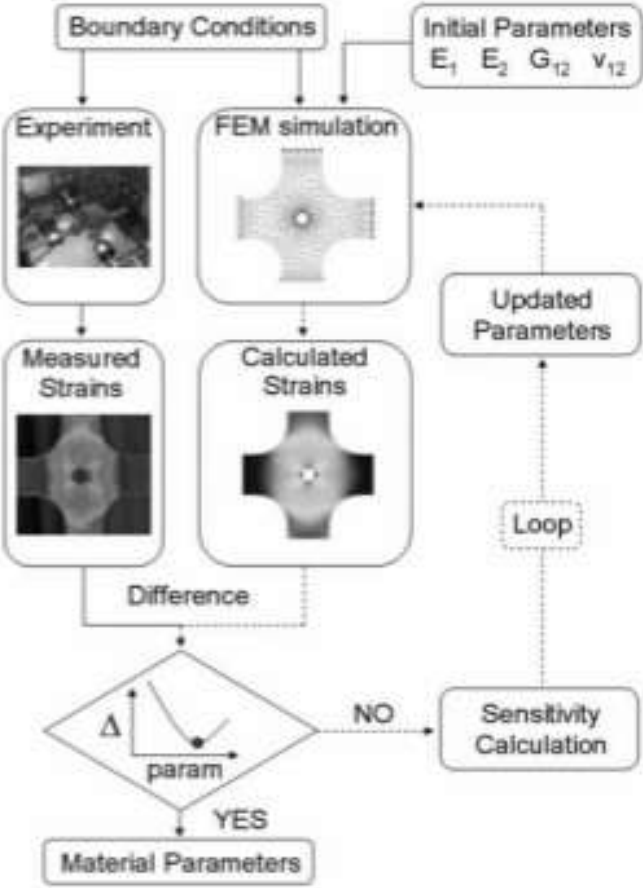 Boundary Conditions
Initial Parameters
E1 E2 G12 v12
Experiment
FEM simulation
Updated
Parameters
Measured
Strains
Calculated
Strains
Loop
Difference
Δ
param
NO
Sensitivity
Calculation
YES
Material Parameters